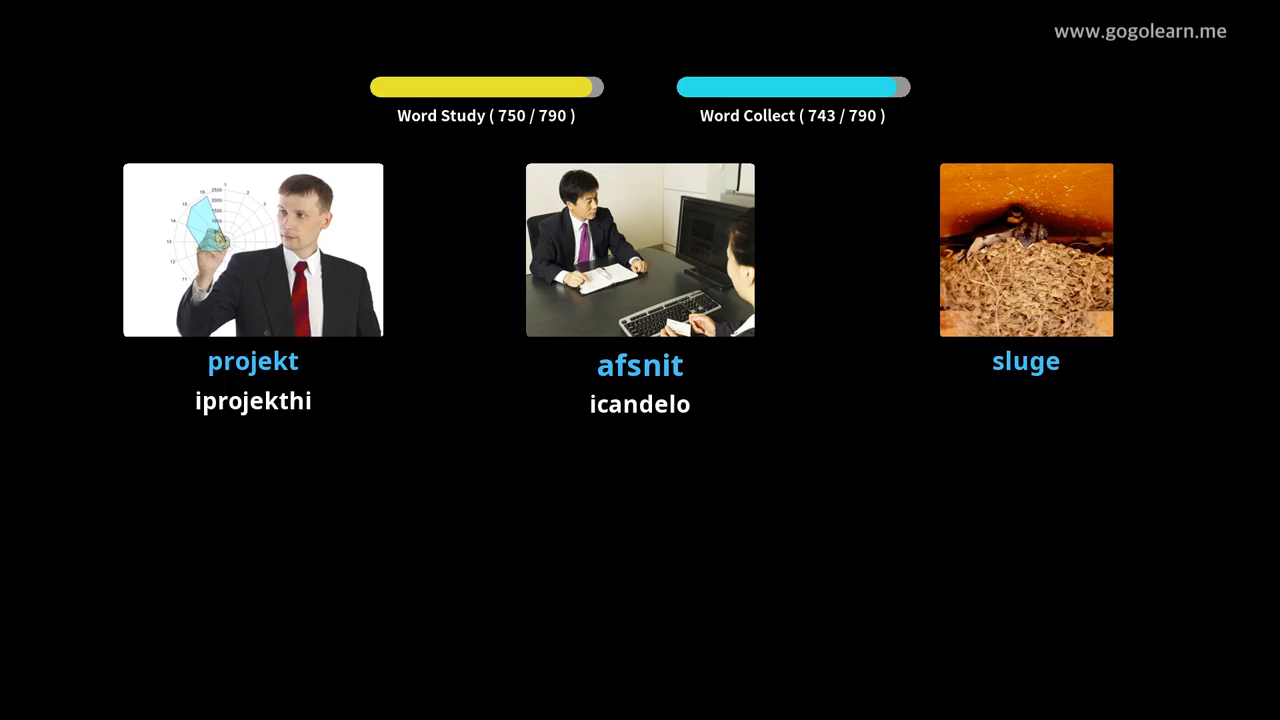 www.gogolearn.me
Word Study ( 750 / 790 )
Word Collect ( 743 / 790 )
projekt
iprojekthi
afsnit
icandelo
sluge